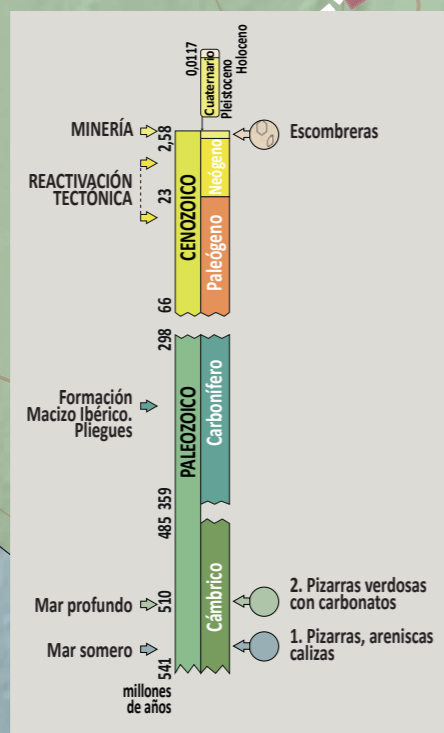 0,0117
Cuaternario
Pleistoceno
Holoceno
MINERÍA
2,58
Escombreras
REACTIVACIÓN
TECTÓNICA
23
CENOZOICO
Neógeno
Paleógeno
66
298
Formación
Macizo Ibérico.
Pliegues
PALEOZOICO
Carbonífero
359
485
Mar profundo
510
Cámbrico
2. Pizarras verdosas
con carbonatos
Mar somero
1. Pizarras, areniscas
calizas
541
millones
de años